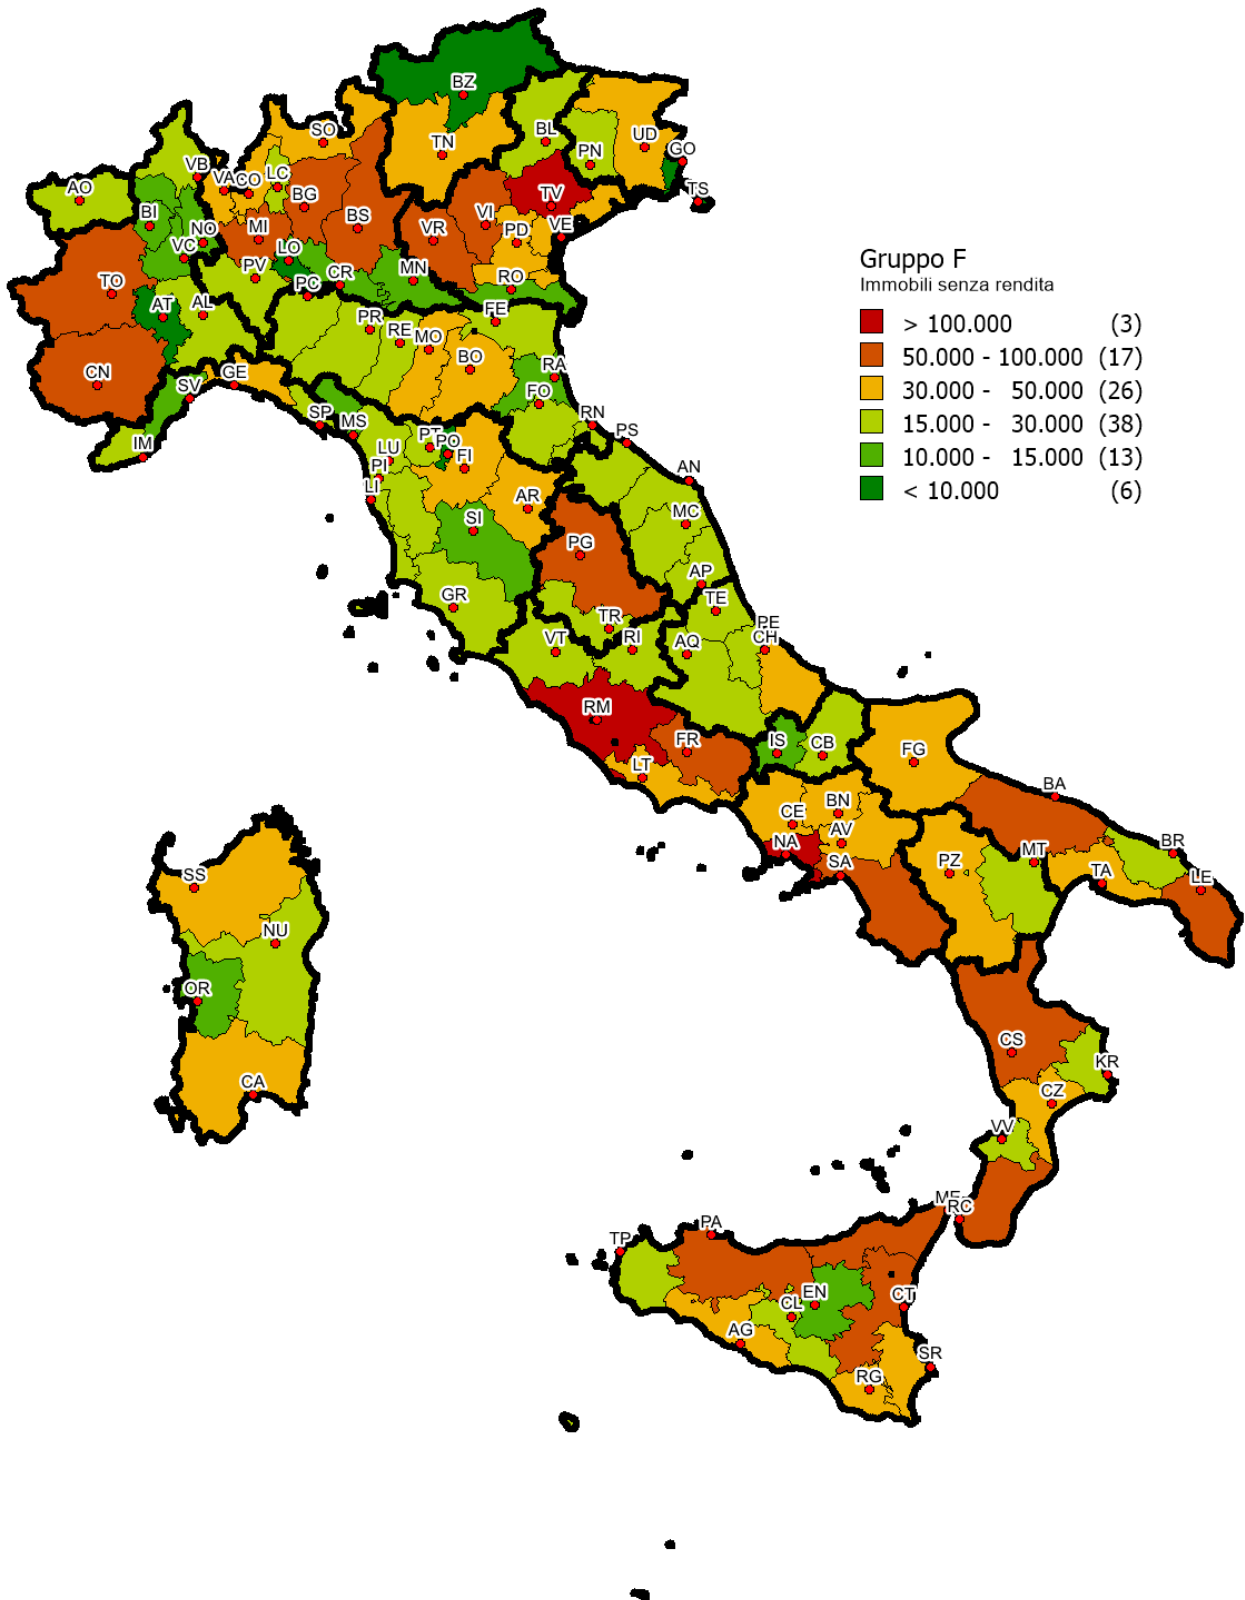 BZ
SO
TN
BL
UD
PN
GO
VB
VA
CO
LC
BG
TS
AO
BI
TV
MI
BS
VR
VI
PD
VE
NO
VC
LO
PV
CR
MN
RO
TO
PC
AT
AL
PR
RE
MO
FE
BO
CN
SV
GE
RA
FO
SP
MS
RN
PS
IM
LU
PT
PO
FI
PI
LI
AR
AN
SI
MC
PG
AP
GR
TE
TR
VT
RI
AQ
PE
CH
RM
FR
IS
CB
LT
FG
BA
CE
BN
NA
AV
SA
PZ
MT
TA
BR
LE
SS
NU
OR
CA
CS
KR
CZ
VV
ME
RC
TP
PA
EN
CL
CT
AG
SR
RG
Gruppo F
Immobili senza rendita
> 100.000 (3)
50.000 - 100.000 (17)
30.000 - 50.000 (26)
15.000 - 30.000 (38)
10.000 - 15.000 (13)
< 10.000 (6)